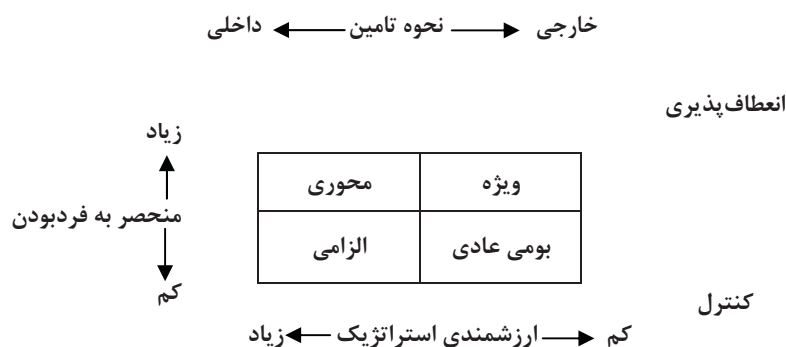 خارجی نحوه تامین داخلی
انعطاف‌پذیری
زیاد
ویژه محوری
منحصر به فردبودن
بومی عادی الزامی
کم
کنترل
کم ارزشمندی استراتژیک زیاد